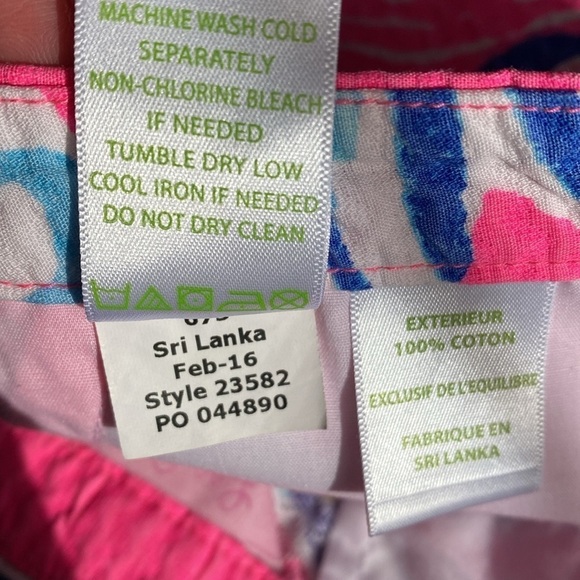 MACHINE WASH COLD
SEPARATELY
NON-CHLORINE BLEACH
IF NEEDED
TUMBLE DRY LOW
COOL IRON IF NEEDED
DO NOT DRY CLEAN
Sri Lanka
Feb-16
Style 23582
PO 044890
EXTERIEUR
100% COTON
EXCLUSIF DE L'EQUILIBRE
FABRIQUE EN
SRI LANKA